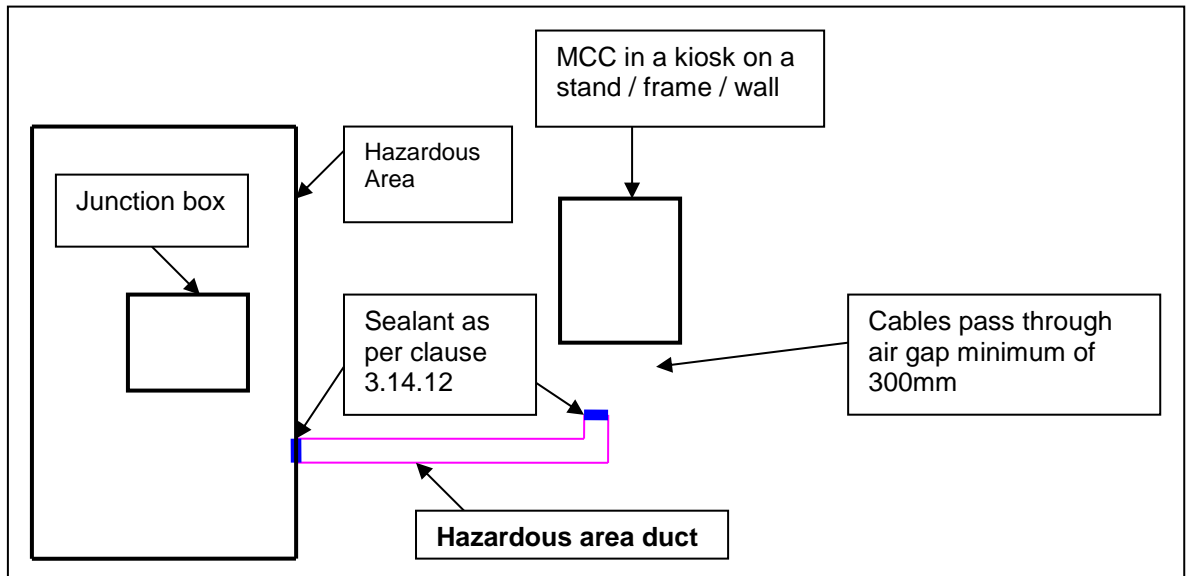 MCC in a kiosk on a
stand / frame / wall
Hazardous
Area
Junction box
Sealant as
per clause
3.14.12
Cables pass through
air gap minimum of
300mm
Hazardous area duct